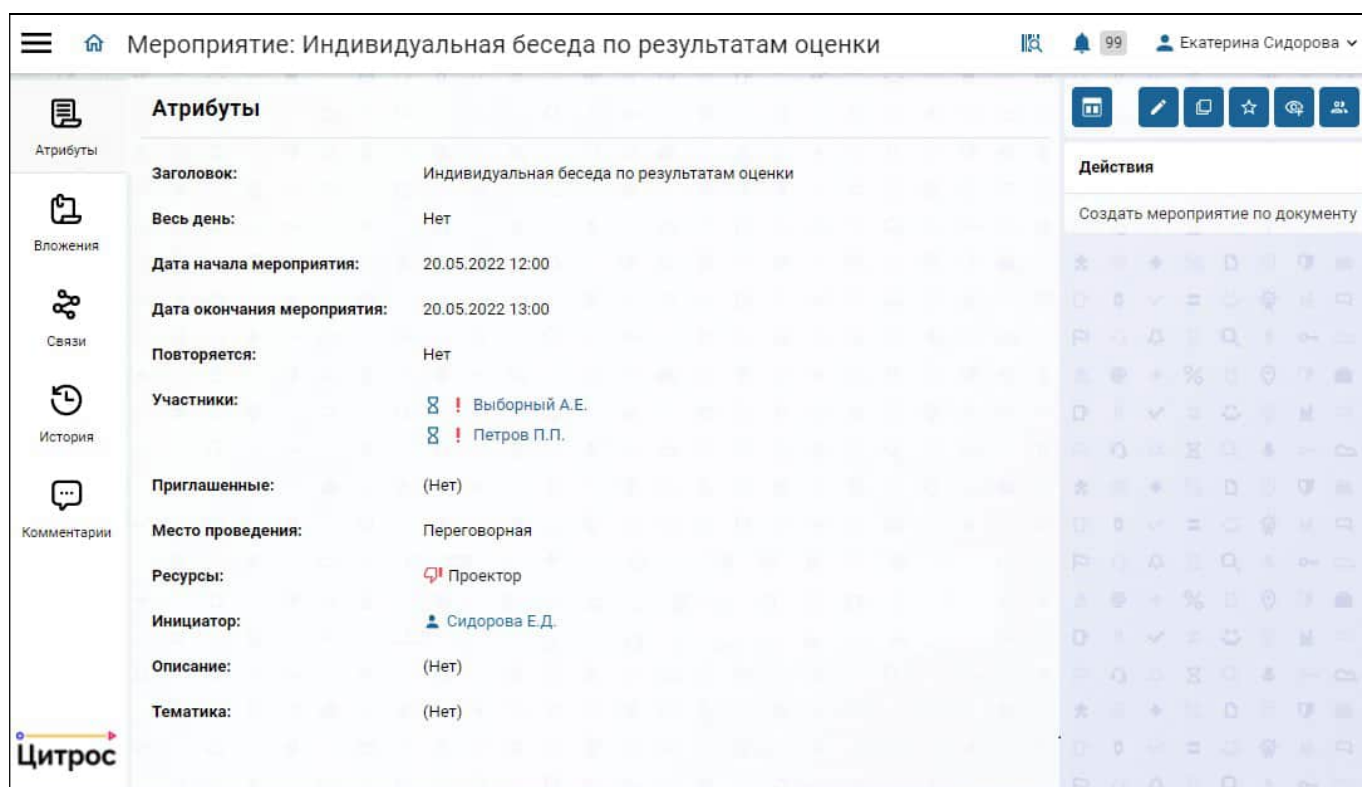 Мероприятие: Индивидуальная беседа по результатам оценки
99
Екатерина Сидорова
Атрибуты
Вложения
Связи
История
Комментарии
Цитрос
Атрибуты
Заголовок: Индивидуальная беседа по результатам оценки
Весь день: Нет
Дата начала мероприятия: 20.05.2022 12:00
Дата окончания мероприятия: 20.05.2022 13:00
Повторяется: Нет
Участники: ! Выборный А.Е.
! Петров П.П.
Приглашенные: (Нет)
Место проведения: Переговорная
Ресурсы: Проектор
Инициатор: Сидорова Е.Д.
Описание: (Нет)
Тематика: (Нет)
Действия
Создать мероприятие по документу